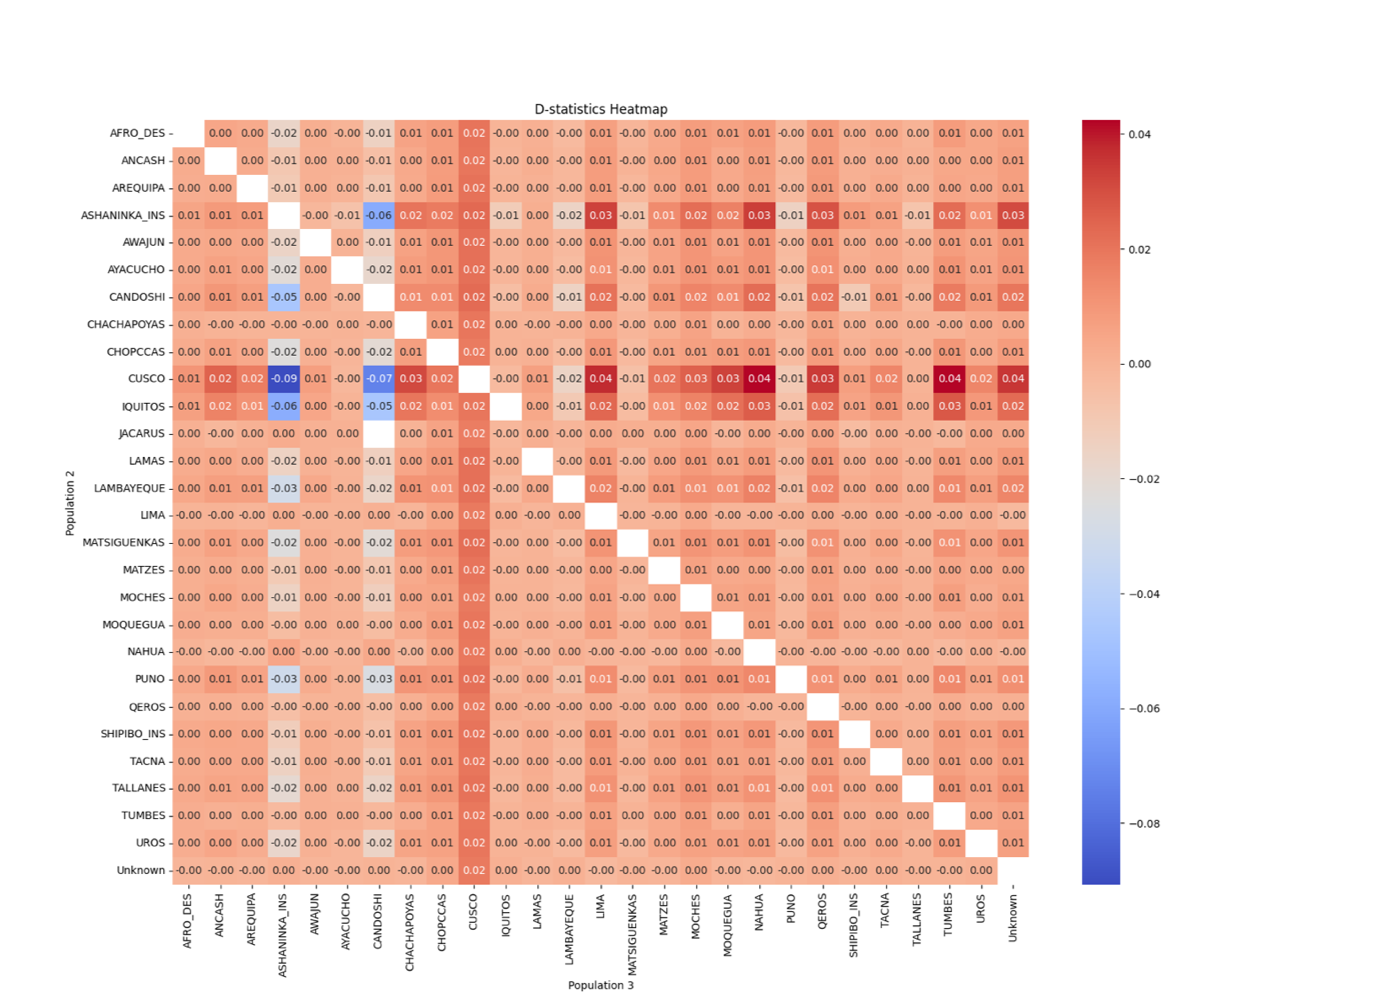 D-statistics Heatmap
AFRO_DES 0.00 0.00 -0.02 0.00 -0.00 -0.01 0.01 0.01 0.02 -0.00 0.00 -0.00 0.01 -0.00 0.00 0.01 0.01 0.01 -0.00 0.01 0.00 0.00 0.00 0.01 0.00 0.01
ANCASH 0.00 0.00 -0.01 0.00 -0.00 -0.01 0.00 0.01 0.02 -0.00 0.00 -0.00 0.01 -0.00 0.00 0.01 0.00 0.01 -0.00 0.01 0.00 0.00 -0.00 0.00 0.00 0.01
AREQUIPA 0.00 0.00 -0.01 0.00 -0.00 -0.01 0.00 0.01 0.02 -0.00 0.00 -0.00 0.01 -0.00 0.00 0.01 0.00 0.01 -0.00 0.01 0.00 0.00 -0.00 0.01 0.00 0.01
ASHANINKA_INS 0.01 0.01 0.01 -0.00 -0.01 -0.06 0.02 0.02 0.02 -0.01 0.00 -0.02 0.03 -0.01 0.01 0.02 0.02 0.03 -0.01 0.03 0.01 0.01 -0.01 0.02 0.01 0.03
AWAJUN 0.00 0.00 0.00 -0.02 0.00 -0.01 0.01 0.01 0.02 -0.00 0.00 -0.00 0.01 -0.00 0.00 0.01 0.01 0.01 -0.00 0.01 0.00 0.00 -0.00 0.01 0.00 0.01
AYACUCHO 0.00 0.01 0.00 -0.02 0.00 -0.02 0.01 0.01 0.02 -0.00 0.00 -0.00 0.01 -0.00 0.01 0.01 0.01 0.01 -0.00 0.01 0.00 0.00 -0.00 0.01 0.00 0.01
CANDOSHI 0.00 0.01 0.01 -0.05 0.00 -0.00 0.01 0.01 0.02 -0.00 0.00 -0.01 0.02 -0.00 0.01 0.02 0.01 0.02 -0.01 0.02 -0.01 0.01 -0.00 0.02 0.01 0.02
CHACHAPOYAS 0.00 -0.00 -0.00 -0.00 -0.00 -0.00 -0.00 0.01 0.02 0.00 -0.00 0.00 0.00 -0.00 0.00 0.01 0.00 0.00 -0.00 0.01 0.00 0.00 -0.00 -0.00 0.00 0.00
CHOPCCAS 0.00 0.01 0.00 -0.02 0.00 -0.00 -0.02 0.01 0.02 0.00 0.00 -0.00 0.01 -0.00 0.01 0.01 0.01 0.01 -0.00 0.01 0.00 0.00 -0.00 0.01 0.00 0.01
CUSCO 0.01 0.02 0.02 -0.09 0.01 -0.00 -0.07 0.03 0.02 -0.00 0.01 -0.02 0.04 -0.01 0.02 0.03 0.03 0.04 -0.01 0.03 0.01 0.02 0.00 0.04 0.02 0.04
IQUITOS 0.01 0.02 0.01 -0.06 0.00 -0.00 -0.05 0.02 0.01 0.02 0.00 -0.01 0.02 -0.00 0.01 0.02 0.02 0.03 -0.01 0.02 0.01 0.01 -0.00 0.03 0.01 0.02
JACARUS 0.00 -0.00 0.00 0.00 0.00 0.00 0.00 0.01 0.02 -0.00 0.00 0.00 0.00 0.00 0.00 0.00 -0.00 0.00 -0.00 0.00 -0.00 -0.00 0.00 -0.00 0.00 0.00
LAMAS 0.00 0.00 0.00 -0.02 0.00 -0.00 -0.01 0.00 0.01 0.02 -0.00 -0.00 0.01 -0.00 0.00 0.01 0.01 0.01 -0.00 0.01 0.00 0.00 -0.00 0.01 0.00 0.01
LAMBAYEQUE 0.00 0.01 0.01 -0.03 0.00 -0.00 -0.02 0.01 0.01 0.02 -0.00 0.00 0.02 -0.00 0.01 0.01 0.01 0.02 -0.01 0.02 0.00 0.00 -0.00 0.01 0.01 0.02
LIMA -0.00 -0.00 -0.00 0.00 -0.00 0.00 0.00 -0.00 0.00 0.02 -0.00 0.00 0.00 -0.00 -0.00 -0.00 -0.00 -0.00 0.00 -0.00 -0.00 -0.00 -0.00 -0.00 0.00 -0.00
MATSIGUENKAS 0.00 0.01 0.00 -0.02 0.00 -0.00 -0.02 0.01 0.01 0.02 -0.00 0.00 -0.00 0.01 0.01 0.01 0.01 0.01 -0.00 0.01 0.00 0.00 -0.00 0.01 0.00 0.01
MATZES 0.00 0.00 0.00 -0.01 0.00 -0.00 -0.01 0.00 0.01 0.02 -0.00 0.00 -0.00 0.00 -0.00 0.01 0.00 0.00 -0.00 0.01 0.00 0.00 -0.00 0.00 0.00 0.00
MOCHES 0.00 0.00 0.00 -0.01 0.00 -0.00 -0.01 0.00 0.01 0.02 0.00 0.00 -0.00 0.01 -0.00 0.00 0.01 0.01 -0.00 0.01 0.00 0.00 -0.00 0.01 0.00 0.01
MOQUEGUA 0.00 0.00 0.00 -0.00 0.00 -0.00 -0.00 0.00 0.01 0.02 -0.00 0.00 -0.00 0.01 -0.00 0.00 0.01 0.01 -0.00 0.01 0.00 0.00 -0.00 0.00 0.00 0.01
NAHUA -0.00 -0.00 -0.00 0.00 0.00 -0.00 0.00 -0.00 0.00 0.02 0.00 -0.00 -0.00 0.00 -0.00 -0.00 0.00 -0.00 -0.00 -0.00 -0.00 -0.00 -0.00 0.00 -0.00 -0.00
PUNO 0.00 0.01 0.01 -0.03 0.00 -0.00 -0.03 0.01 0.01 0.02 -0.00 0.00 -0.01 0.01 -0.00 0.01 0.01 0.01 0.01 0.01 0.00 0.01 -0.00 0.01 0.01 0.01
QEROS -0.00 0.00 -0.00 0.00 0.00 -0.00 -0.00 0.00 0.00 0.02 -0.00 0.00 0.00 0.00 -0.00 0.00 0.00 -0.00 -0.00 -0.00 -0.00 0.00 -0.00 0.00 0.00 0.00
SHIPIBO_INS 0.00 0.00 0.00 -0.01 0.00 -0.00 -0.01 0.00 0.01 0.02 -0.00 0.00 -0.00 0.01 -0.00 0.00 0.01 0.01 0.01 0.00 0.01 0.00 0.00 0.01 0.00 0.01
TACNA 0.00 0.00 0.00 -0.01 0.00 -0.00 -0.01 0.00 0.01 0.02 -0.00 0.00 -0.00 0.01 -0.00 0.00 0.01 0.00 0.01 -0.00 0.01 0.00 0.00 0.01 0.00 0.01
TALLANES 0.00 0.01 0.00 -0.02 0.00 -0.00 -0.02 0.01 0.01 0.02 -0.00 0.00 -0.00 0.01 -0.00 0.01 0.01 0.01 0.01 -0.00 0.01 0.00 0.00 0.01 0.01 0.01
TUMBES 0.00 0.00 0.00 -0.00 0.00 -0.00 -0.00 0.00 0.01 0.02 -0.00 0.00 -0.00 0.00 -0.00 0.00 0.01 0.00 0.00 -0.00 0.01 0.00 0.00 -0.00 0.00 0.01
UROS 0.00 0.00 0.00 -0.02 0.00 -0.00 -0.02 0.01 0.01 0.02 0.00 -0.00 -0.00 0.01 -0.00 0.00 0.01 0.01 0.01 -0.00 0.01 0.00 0.00 -0.00 0.01 0.01
Unknown -0.00 -0.00 -0.00 0.00 -0.00 0.00 -0.00 0.00 0.00 0.02 -0.00 -0.00 0.00 -0.00 -0.00 -0.00 0.00 -0.00 -0.00 -0.00 0.00 -0.00 -0.00 -0.00 -0.00 0.00
AFRO_DES ANCASH AREQUIPA ASHANINKA_INS AWAJUN AYACUCHO CANDOSHI CHACHAPOYAS CHOPCCAS CUSCO IQUITOS LAMAS LAMBAYEQUE LIMA MATSIGUENKAS MATZES MOCHES MOQUEGUA NAHUA PUNO QEROS SHIPIBO_INS TACNA TALLANES TUMBES UROS Unknown
Population 3
Population 2
0.04
0.02
0.00
−0.02
−0.04
−0.06
−0.08